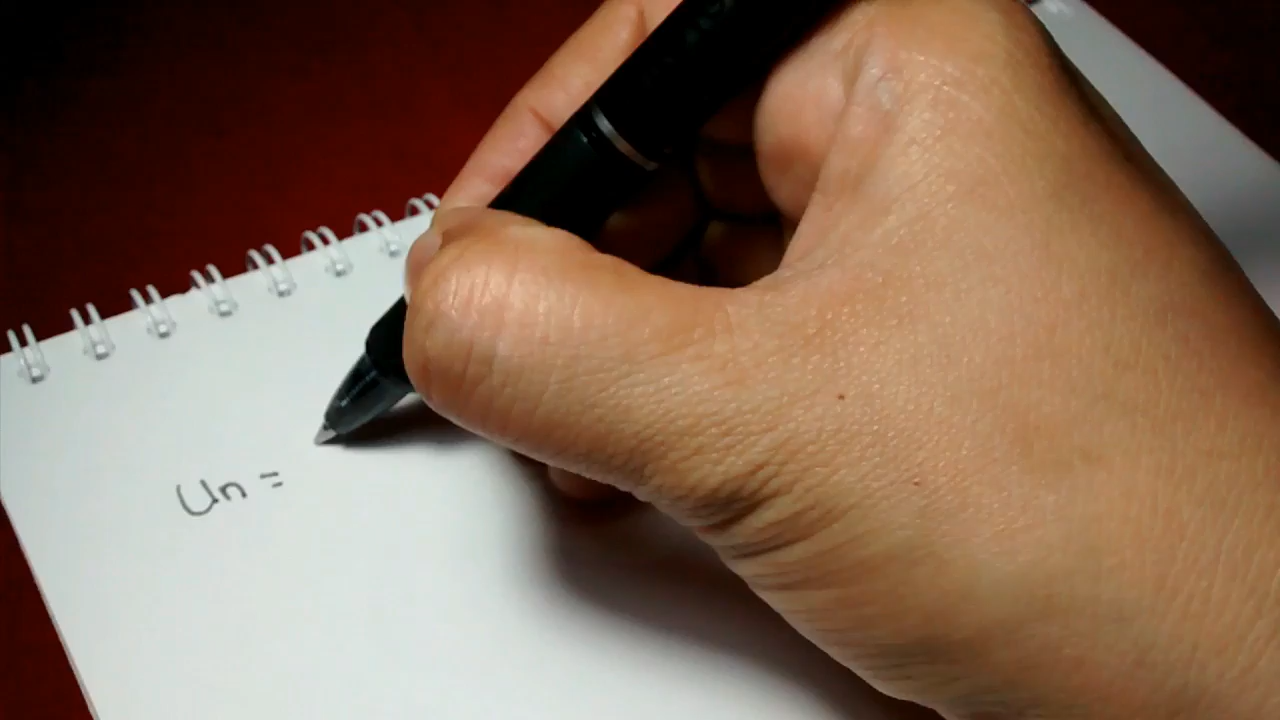 Un =